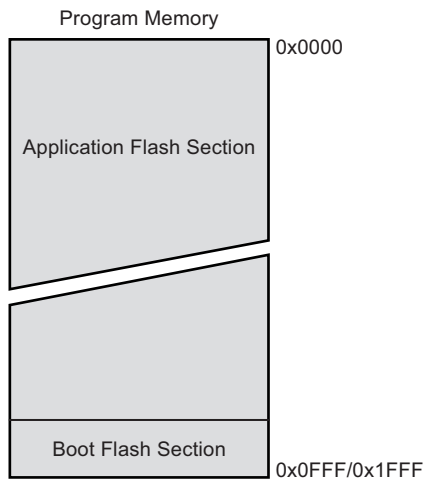 Program Memory
0x0000
Application Flash Section
Boot Flash Section
0x0FFF/0x1FFF